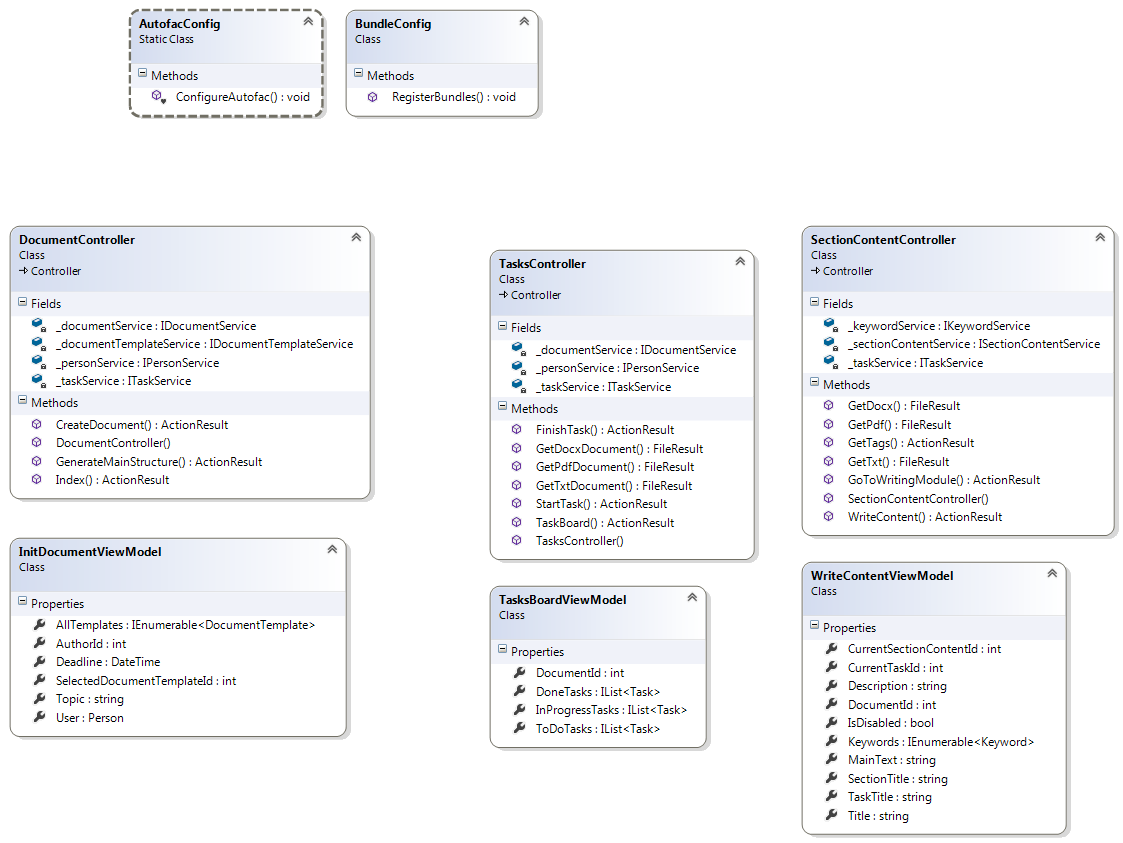 AutofacConfig
Static Class
Methods
ConfigureAutofac() : void
BundleConfig
Class
Methods
RegisterBundles() : void
DocumentController
Class
Controller
Fields
_documentService : IDocumentService
_documentTemplateService : IDocumentTemplateService
_personService : IPersonService
_taskService : ITaskService
Methods
CreateDocument() : ActionResult
DocumentController()
GenerateMainStructure() : ActionResult
Index() : ActionResult
InitDocumentViewModel
Class
Properties
AllTemplates : IEnumerable<DocumentTemplate>
AuthorId : int
Deadline : DateTime
SelectedDocumentTemplateId : int
Topic : string
User : Person
TasksController
Class
Controller
Fields
_documentService : IDocumentService
_personService : IPersonService
_taskService : ITaskService
Methods
FinishTask() : ActionResult
GetDocxDocument() : FileResult
GetPdfDocument() : FileResult
GetTxtDocument() : FileResult
StartTask() : ActionResult
TaskBoard() : ActionResult
TasksController()
TasksBoardViewModel
Class
Properties
DocumentId : int
DoneTasks : IList<Task>
InProgressTasks : IList<Task>
ToDoTasks : IList<Task>
SectionContentController
Class
Controller
Fields
_keywordService : IKeywordService
_sectionContentService : ISectionContentService
_taskService : ITaskService
Methods
GetDocx() : FileResult
GetPdf() : FileResult
GetTags() : ActionResult
GetTxt() : FileResult
GoToWritingModule() : ActionResult
SectionContentController()
WriteContent() : ActionResult
WriteContentViewModel
Class
Properties
CurrentSectionContentId : int
CurrentTaskId : int
Description : string
DocumentId : int
IsDisabled : bool
Keywords : IEnumerable<Keyword>
MainText : string
SectionTitle : string
TaskTitle : string
Title : string